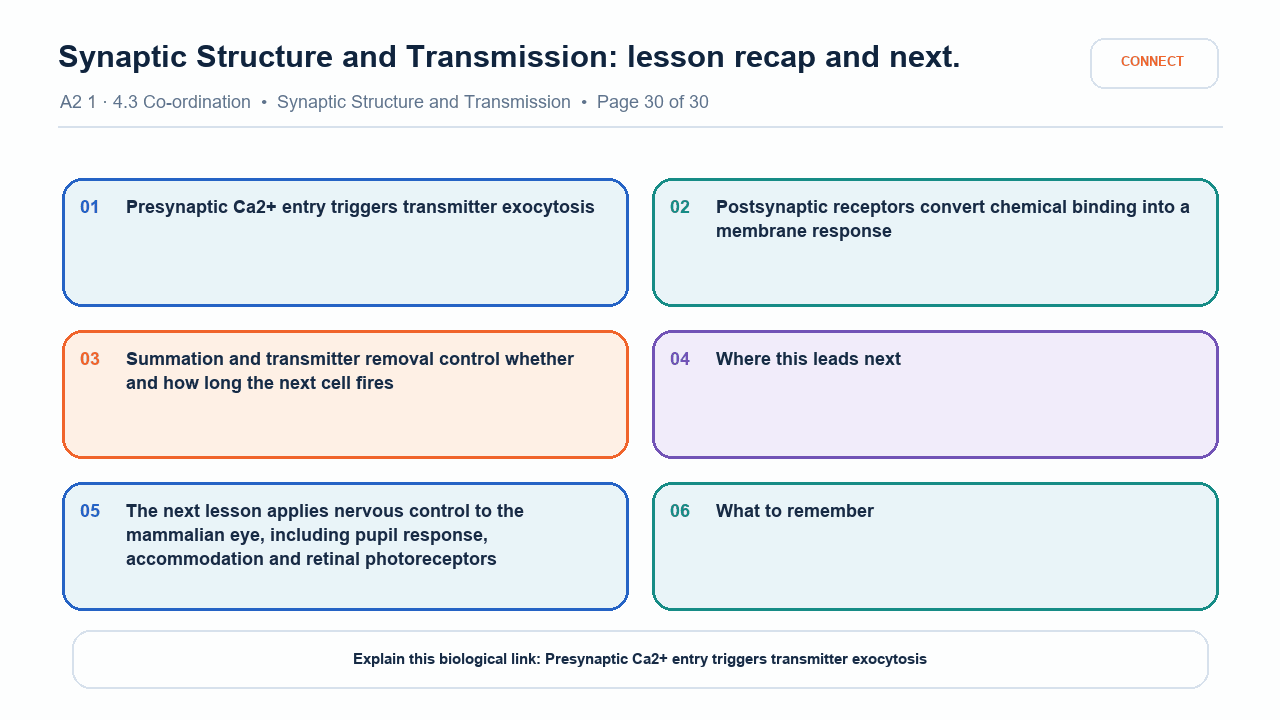 Synaptic Structure and Transmission: lesson recap and next.
CONNECT
A2 1 · 4.3 Co-ordination • Synaptic Structure and Transmission • Page 30 of 30
01 Presynaptic Ca2+ entry triggers transmitter exocytosis
02 Postsynaptic receptors convert chemical binding into a
membrane response
03 Summation and transmitter removal control whether
and how long the next cell fires
04 Where this leads next
05 The next lesson applies nervous control to the
mammalian eye, including pupil response,
accommodation and retinal photoreceptors
06 What to remember
Explain this biological link: Presynaptic Ca2+ entry triggers transmitter exocytosis